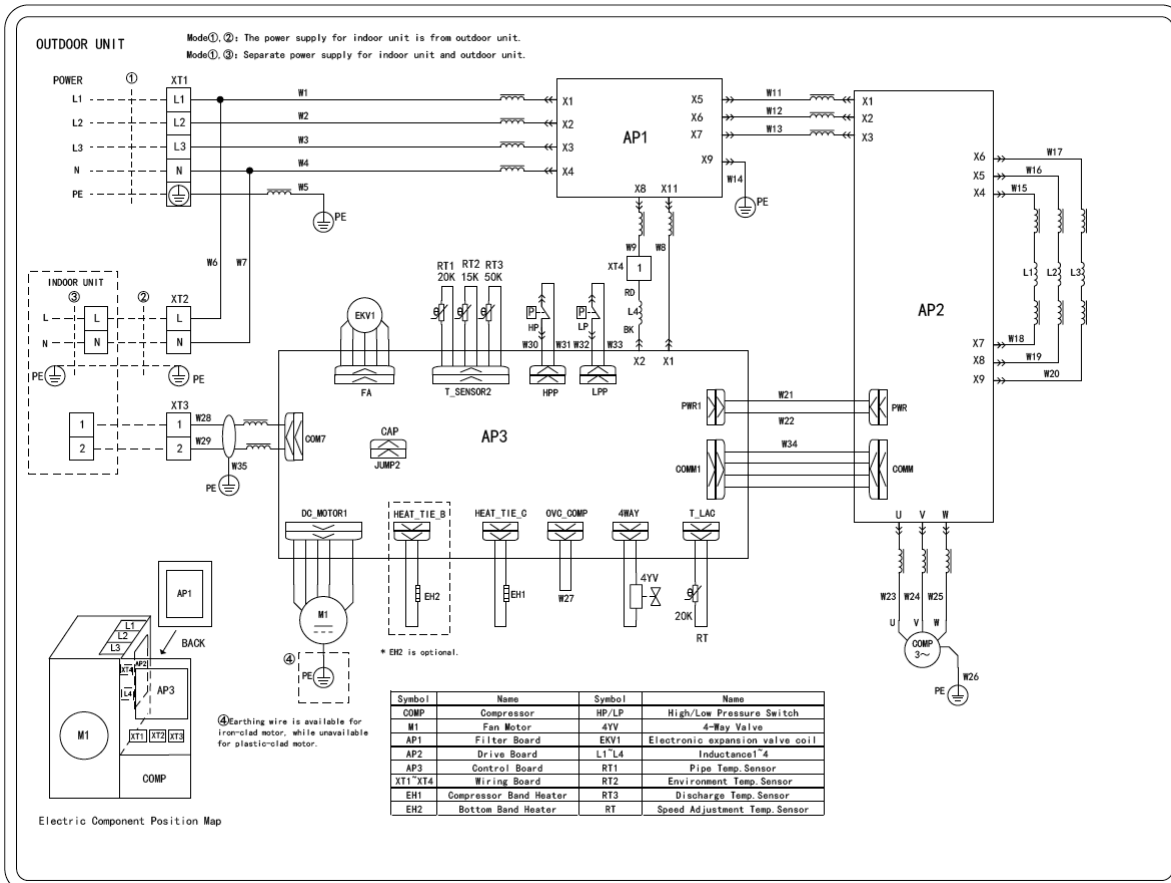 OUTDOOR UNIT
Mode①,②: The power supply for indoor unit is from outdoor unit.
Mode①,③: Separate power supply for indoor unit and outdoor unit.
POWER ① XT1
L1 L1 W1 X1
L2 L2 W2 X2
L3 L3 W3 X3
N N W4 X4
PE W5 PE
AP1
X5 W11 X1
X6 W12 X2
X7 W13 X3
X9 W14 PE
X8 X11
W9 W8
XT4 1
RD
L4
BK
X2 X1
AP2
X6 W17
X5 W16
X4 W15
L1 L2 L3
X7 W18
X8 W19
X9 W20
W6 W7
INDOOR UNIT
③ ② XT2
L L L
N N N
PE PE
XT3
1 1 W28
2 2 W29
W35
PE
COM7
EKV1
FA
RT1 RT2 RT3
20K 15K 50K
θ θ θ
T_SENSOR2
P HP
W30 W31
HPP
P LP
W32 W33
LPP
CAP
JUMP2
AP3
PWR1 W21 PWR
W22
COMM1 W34 COMM
DC_MOTOR1 HEAT_TIE_B HEAT_TIE_C OVC_COMP 4WAY T_LAC
M1
④ PE
EH2
* EH2 is optional.
EH1
W27
4YV
θ
20K
RT
U V W
W23 W24 W25
U V W
COMP
3～
W26
PE
AP1
BACK
L1
L2
L3
XT4 AP2
L4 AP3
XT1 XT2 XT3
M1
COMP
Electric Component Position Map
④Earthing wire is available for
iron-clad motor, while unavailable
for plastic-clad motor.
Symbol Name Symbol Name
COMP Compressor HP/LP High/Low Pressure Switch
M1 Fan Motor 4YV 4-Way Valve
AP1 Filter Board EKV1 Electronic expansion valve coil
AP2 Drive Board L1~L4 Inductance1~4
AP3 Control Board RT1 Pipe Temp.Sensor
XT1~XT4 Wiring Board RT2 Environment Temp.Sensor
EH1 Compressor Band Heater RT3 Discharge Temp.Sensor
EH2 Bottom Band Heater RT Speed Adjustment Temp.Sensor